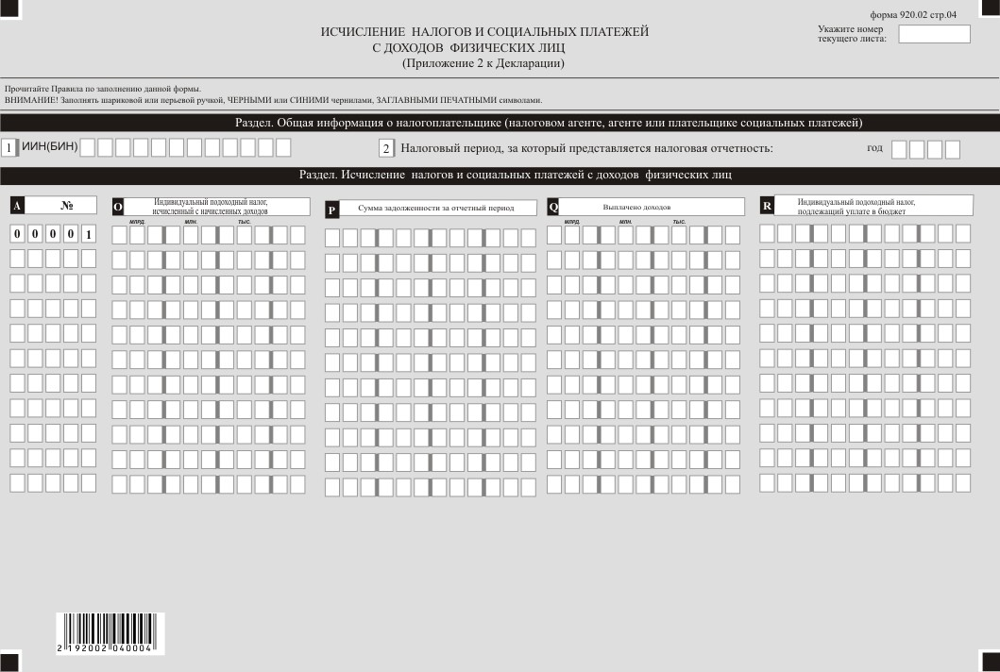 форма 920.02 стр.04
ИСЧИСЛЕНИЕ НАЛОГОВ И СОЦИАЛЬНЫХ ПЛАТЕЖЕЙ
С ДОХОДОВ ФИЗИЧЕСКИХ ЛИЦ
(Приложение 2 к Декларации)
Укажите номер
текущего листа:
Прочитайте Правила по заполнению данной формы.
ВНИМАНИЕ! Заполнять шариковой или перьевой ручкой, ЧЕРНЫМИ или СИНИМИ чернилами, ЗАГЛАВНЫМИ ПЕЧАТНЫМИ символами.
Раздел. Общая информация о налогоплательщике (налоговом агенте, агенте или плательщике социальных платежей)
1 ИИН(БИН) 2 Налоговый период, за который представляется налоговая отчетность: год
Раздел. Исчисление налогов и социальных платежей с доходов физических лиц
A №
O Индивидуальный подоходный налог,
исчисленный с начисленных доходов
P Сумма задолженности за отчетный период
Q Выплачено доходов
R Индивидуальный подоходный налог,
подлежащий уплате в бюджет
МЛРД. МЛН. ТЫС. МЛРД. МЛН. ТЫС.
0 0 0 0 1
2 192002 040004